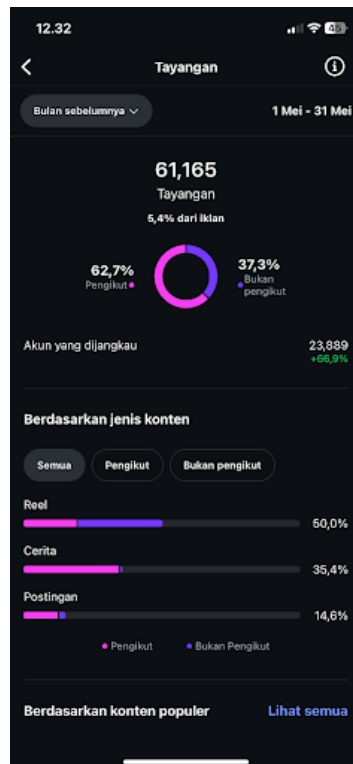 12.32
45
Tayangan
Bulan sebelumnya
1 Mei - 31 Mei
61,165
Tayangan
5,4% dari iklan
62,7%
Pengikut
37,3%
Bukan
pengikut
Akun yang dijangkau
23,889
+66,9%
Berdasarkan jenis konten
Semua
Pengikut
Bukan pengikut
Reel
50,0%
Cerita
35,4%
Postingan
14,6%
Pengikut
Bukan Pengikut
Berdasarkan konten populer
Lihat semua